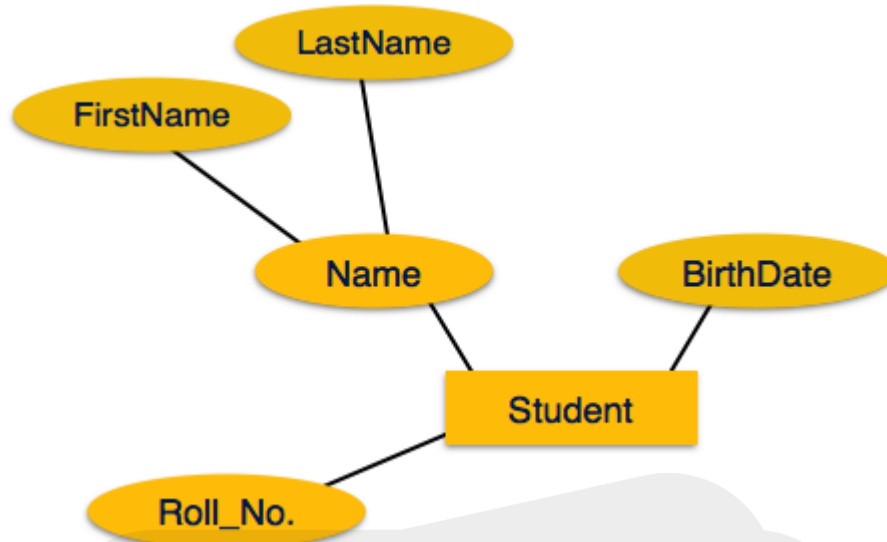 LastName
FirstName
Name
BirthDate
Student
Roll_No.